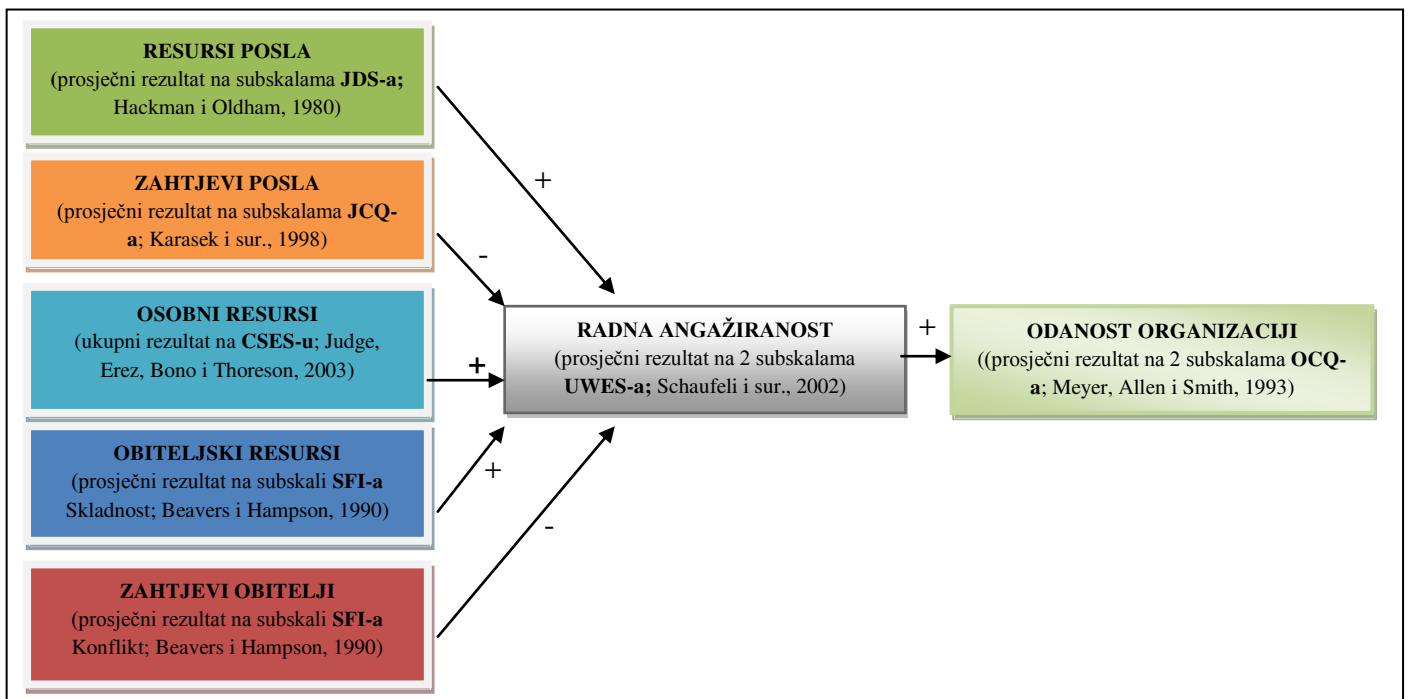 RESURSI POSLA
(prosječni rezultat na subskalama JDS-a;
Hackman i Oldham, 1980)
+
ZAHTJEVI POSLA
(prosječni rezultat na subskalama JCQ-
a; Karasek i sur., 1998)
-
OSOBNI RESURSI
(ukupni rezultat na CSES-u; Judge,
Erez, Bono i Thoreson, 2003)
+
OBITELJSKI RESURSI
(prosječni rezultat na subskali SFI-a
Skladnost; Beavers i Hampson, 1990)
+
ZAHTJEVI OBITELJI
(prosječni rezultat na subskali SFI-a
Konflikt; Beavers i Hampson, 1990)
-
RADNA ANGAŽIRANOST
(prosječni rezultat na 2 subskalama
UWES-a; Schaufeli i sur., 2002)
+
ODANOST ORGANIZACIJI
((prosječni rezultat na 2 subskalama OCQ-
a; Meyer, Allen i Smith, 1993)